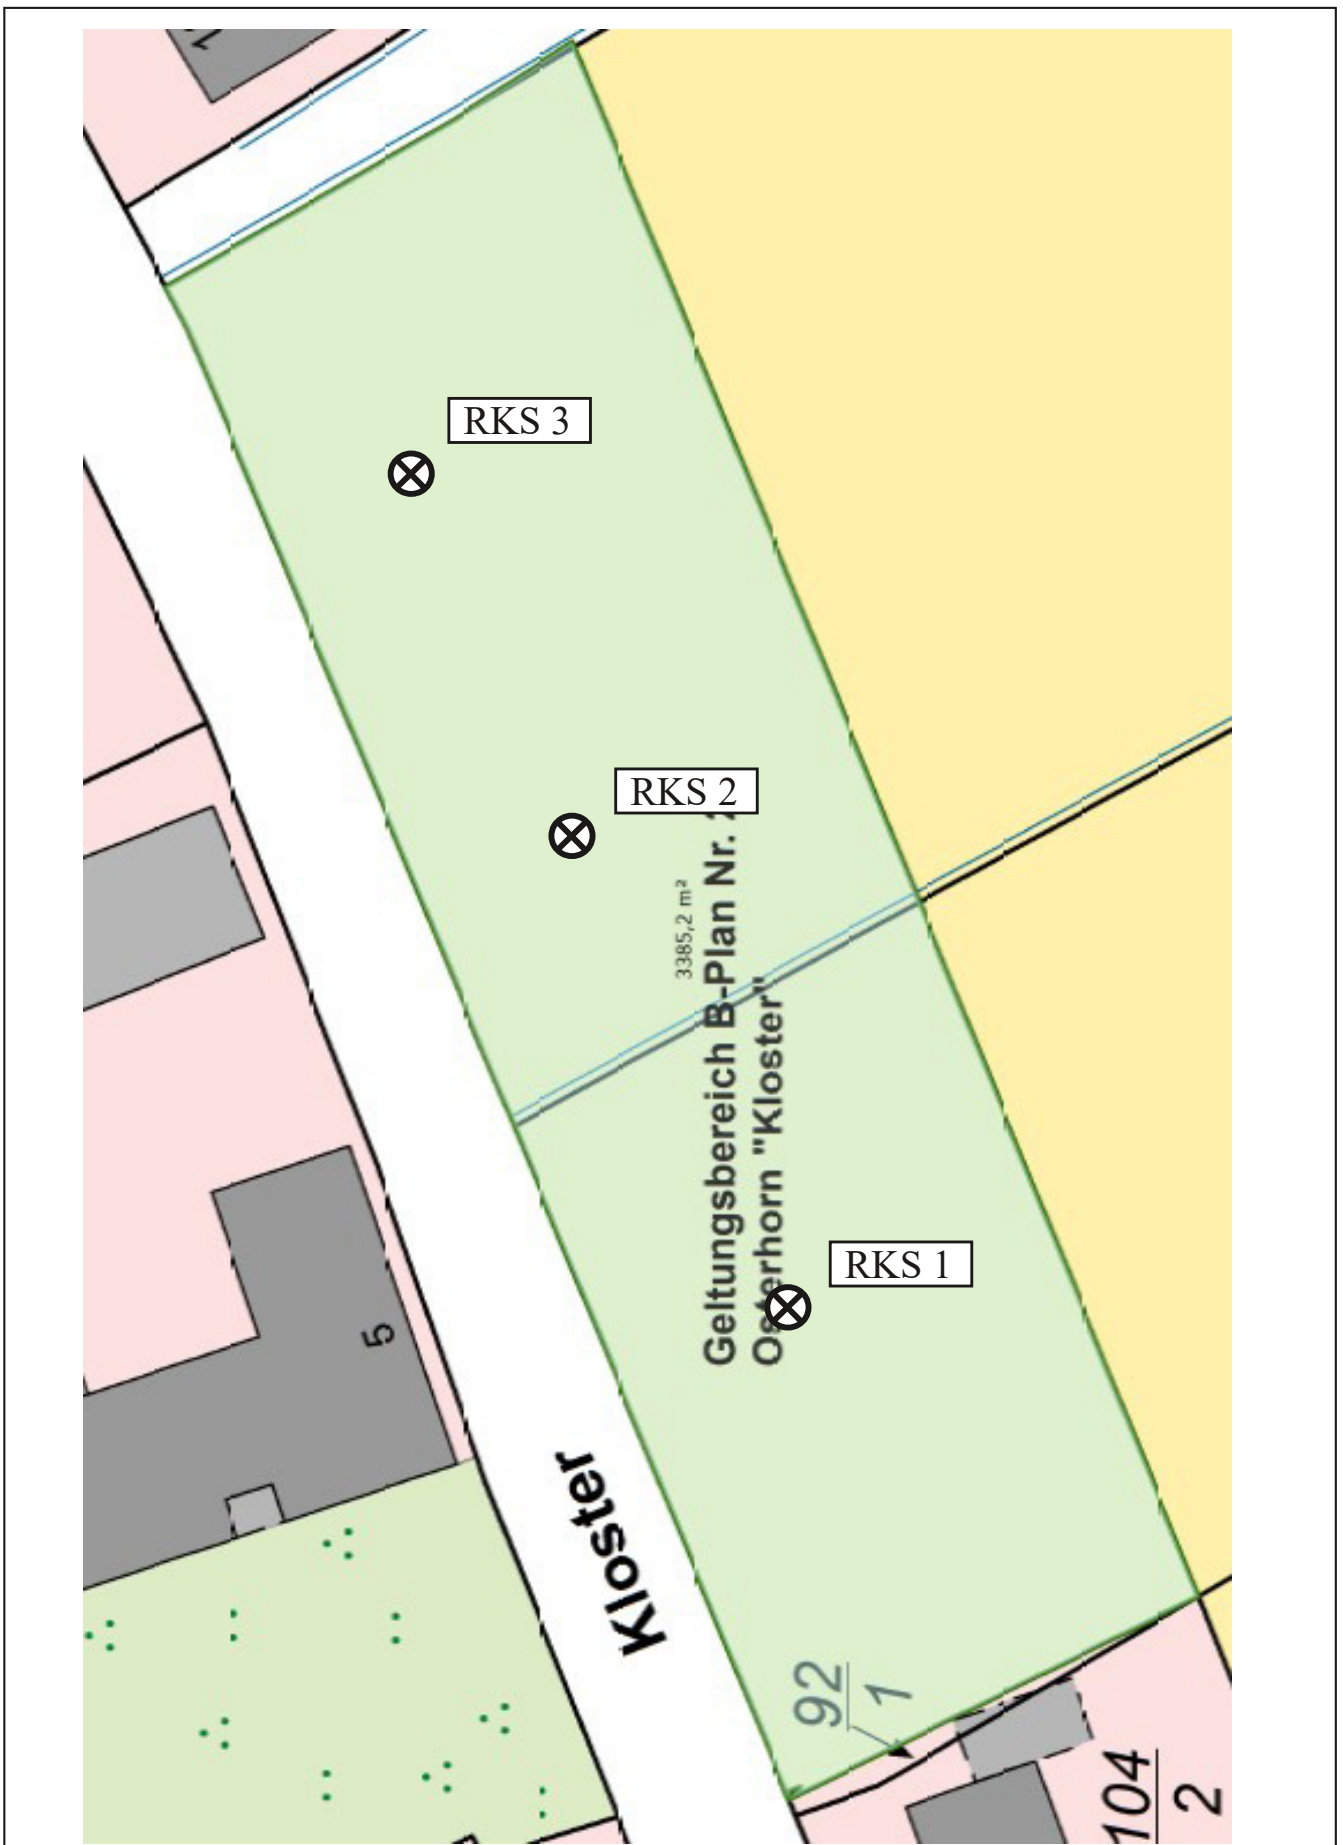 RKS 3
RKS 2
3385,2 m²
Geltungsbereich B-Plan Nr.
Osterhorn "Kloster"
RKS 1
5
Kloster
92
1
104
2